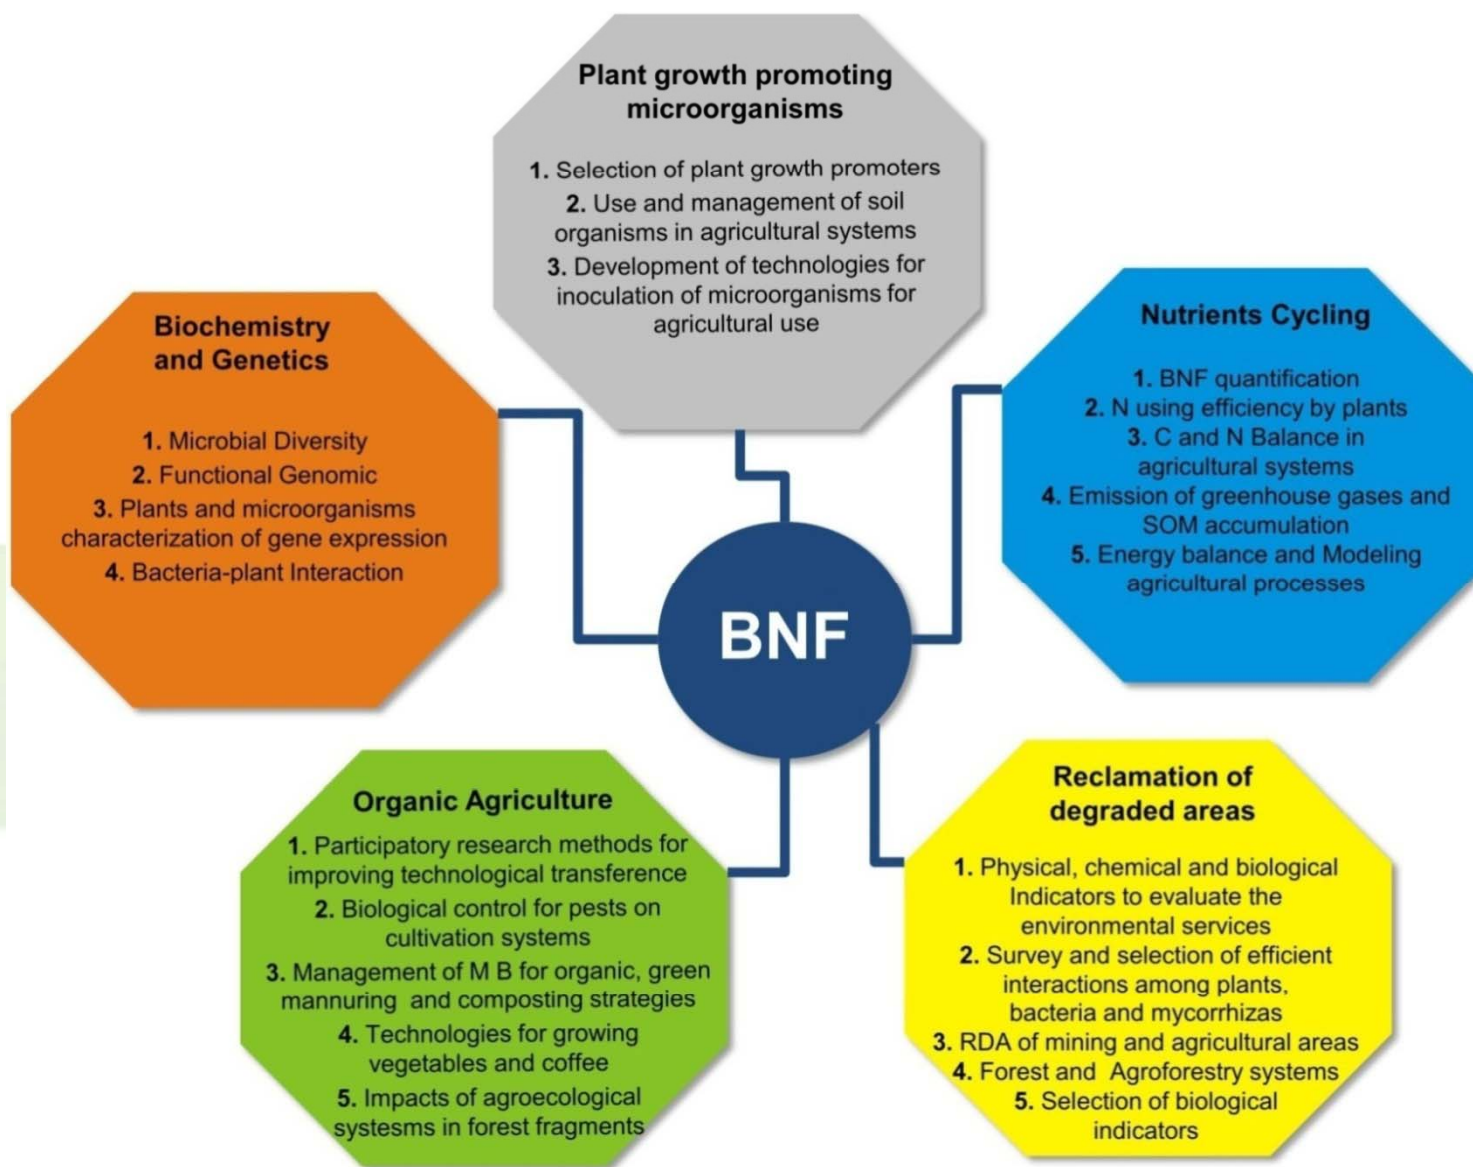 Plant growth promoting
microorganisms
1. Selection of plant growth promoters
2. Use and management of soil
organisms in agricultural systems
3. Development of technologies for
inoculation of microorganisms for
agricultural use
Biochemistry
and Genetics
1. Microbial Diversity
2. Functional Genomic
3. Plants and microorganisms
characterization of gene expression
4. Bacteria-plant Interaction
Nutrients Cycling
1. BNF quantification
2. N using efficiency by plants
3. C and N Balance in
agricultural systems
4. Emission of greenhouse gases and
SOM accumulation
5. Energy balance and Modeling
agricultural processes
BNF
Organic Agriculture
1. Participatory research methods for
improving technological transference
2. Biological control for pests on
cultivation systems
3. Management of M B for organic, green
mannuring and composting strategies
4. Technologies for growing
vegetables and coffee
5. Impacts of agroecological
systesms in forest fragments
Reclamation of
degraded areas
1. Physical, chemical and biological
Indicators to evaluate the
environmental services
2. Survey and selection of efficient
interactions among plants,
bacteria and mycorrhizas
3. RDA of mining and agricultural areas
4. Forest and Agroforestry systems
5. Selection of biological
indicators